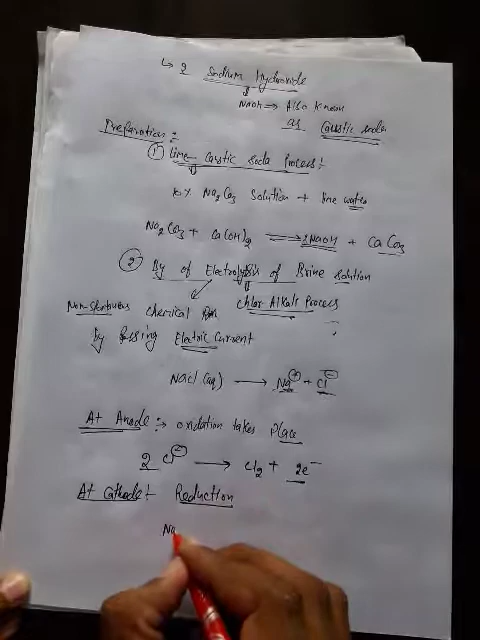 ↳ 2 Sodium Hydroxide
NaOH ⇒ Also Known
as Caustic soda
Preparation:
① Lime-Caustic Soda Process:
10% Na2CO3 Solution + lime water
Na2CO3 + Ca(OH)2 ⇌ 2NaOH + CaCO3
② By of Electrolysis of Brine Solution
Non-Spontaneous Chemical Chlor Alkali Process
By Passing Electric Current
NaCl (aq) → Na⊕ + Cl⊖
At Anode :→ oxidation takes Place
2 Cl⊖ → Cl2 + 2e⁻
At Cathode:- Reduction
Na